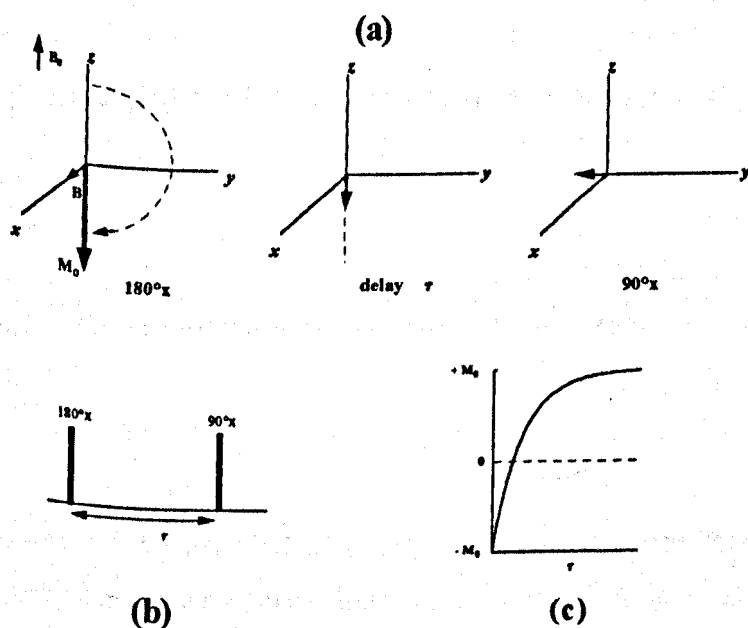 (a)
B₀
z
y
x
B
M₀
180°x
z
y
x
delay τ
z
y
x
90°x
180°x
90°x
τ
(b)
+ M₀
0
- M₀
τ
(c)